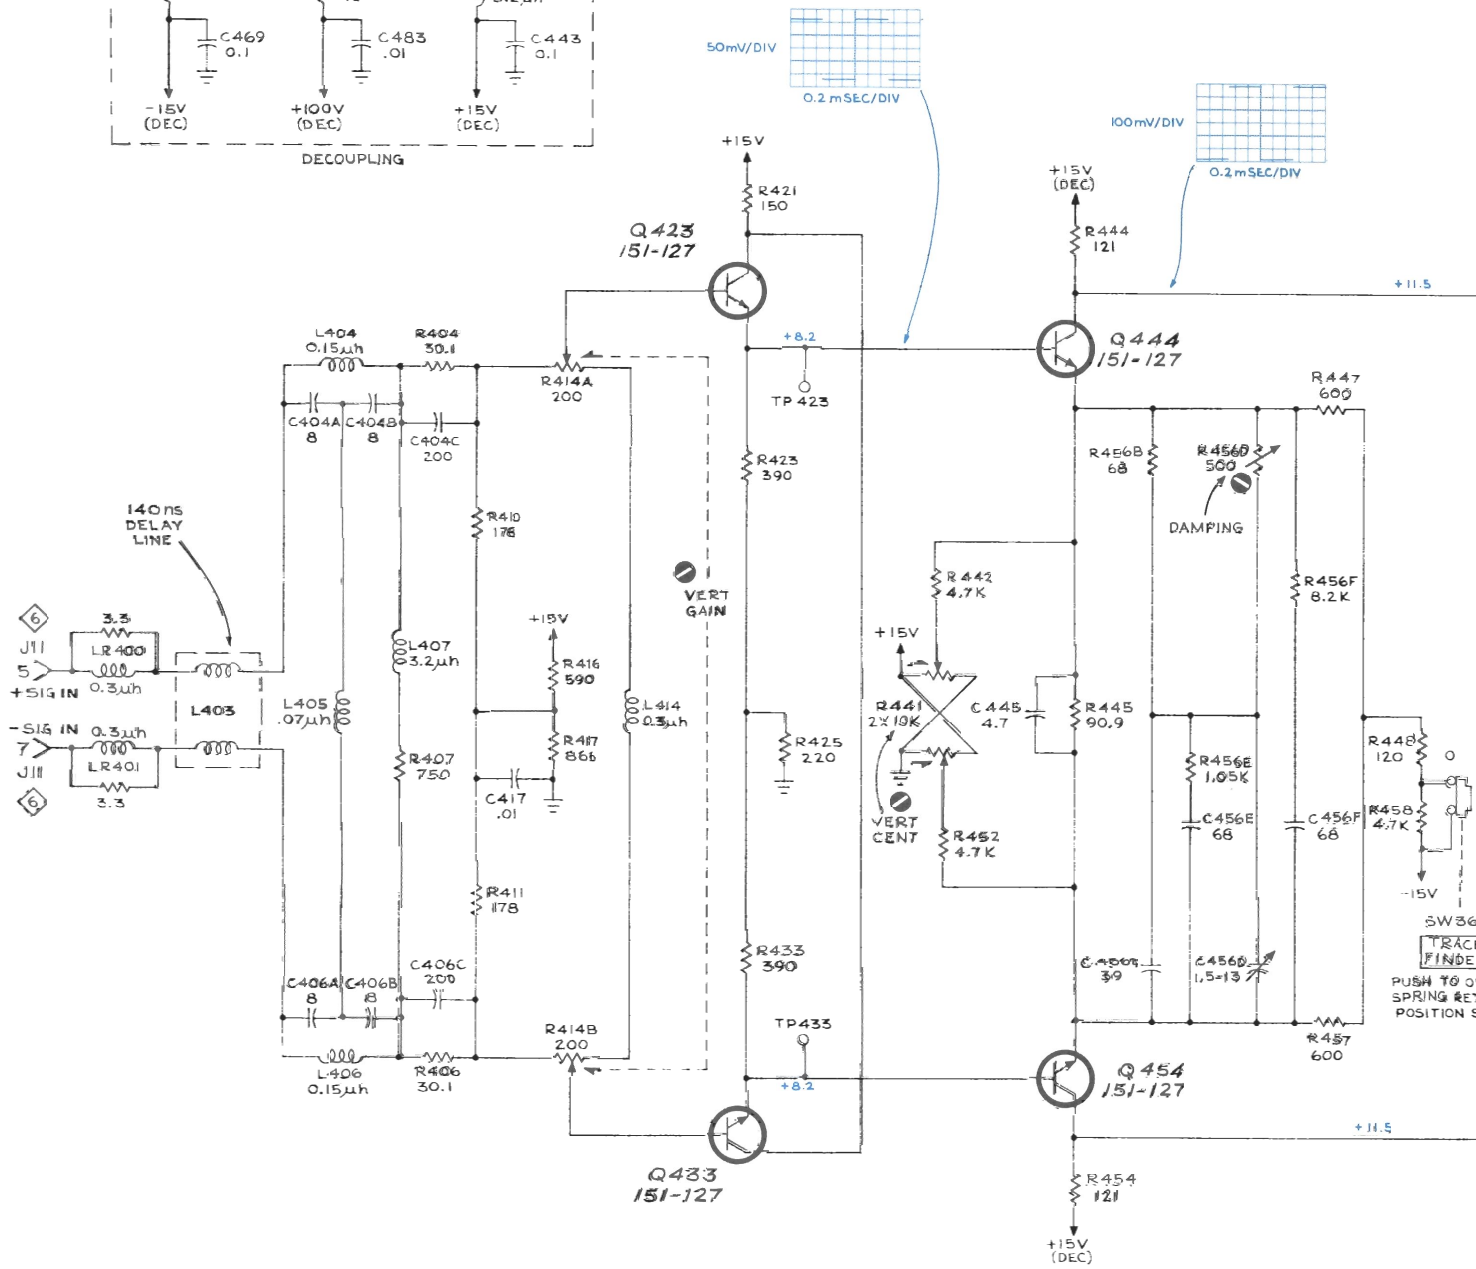 C469
0.1
C483
.01
C443
0.1
-15V
(DEC)
+100V
(DEC)
+15V
(DEC)
DECOUPLING
50mV/DIV
0.2 mSEC/DIV
100mV/DIV
0.2mSEC/DIV
+15V
R421
150
Q423
151-127
+15V
(DEC)
R444
121
+11.5
+8.2
TP423
Q444
151-127
L404
0.15µh
R404
30.1
C404A
8
C404B
8
C404C
200
R414A
200
R423
390
R447
600
R456B
68
R456D
500
DAMPING
140ns
DELAY
LINE
R410
178
VERT
GAIN
R442
4.7K
R456F
8.2K
6
J11
5
+SIG IN
3.3
LR400
0.3µh
L403
L407
3.2µh
+15V
R416
590
+15V
-SIG IN
7
J11
6
0.3µh
LR401
3.3
L405
.07µh
R407
750
R417
866
C417
.01
L414
0.3µh
R425
220
R441
2X10K
VERT
CENT
C445
4.7
R445
90.9
R452
4.7K
R456E
1.05K
C456E
68
C456F
68
R448
120
R458
4.7K
-15V
SW36
TRACE
FINDE
PUSH TO O
SPRING RET
POSITION S
R411
178
C406A
8
C406B
8
C406C
200
L406
0.15µh
R406
30.1
R414B
200
R433
390
TP433
+8.2
39
C456D
1.5-13
R457
600
Q454
151-127
+11.5
Q433
151-127
R454
121
+15V
(DEC)